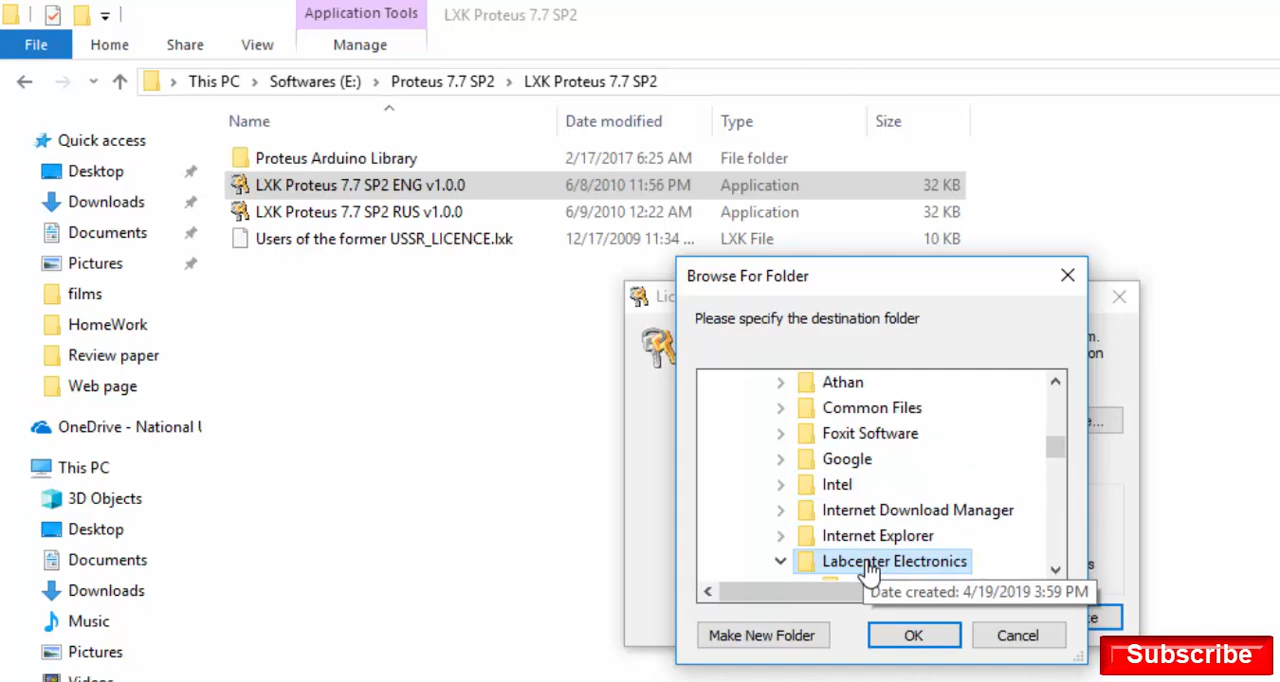 Application Tools
LXK Proteus 7.7 SP2
File
Home
Share
View
Manage
This PC
Softwares (E:)
Proteus 7.7 SP2
LXK Proteus 7.7 SP2
Name
Date modified
Type
Size
Quick access
Desktop
Downloads
Documents
Pictures
films
HomeWork
Review paper
Web page
OneDrive - National U
This PC
3D Objects
Desktop
Documents
Downloads
Music
Pictures
Proteus Arduino Library 2/17/2017 6:25 AM File folder
LXK Proteus 7.7 SP2 ENG v1.0.0 6/8/2010 11:56 PM Application 32 KB
LXK Proteus 7.7 SP2 RUS v1.0.0 6/9/2010 12:22 AM Application 32 KB
Users of the former USSR_LICENCE.lxk 12/17/2009 11:34 ... LXK File 10 KB
Lic
Browse For Folder
Please specify the destination folder
Athan
Common Files
Foxit Software
Google
Intel
Internet Download Manager
Internet Explorer
Labcenter Electronics
Date created: 4/19/2019 3:59 PM
Make New Folder
OK
Cancel
Subscribe